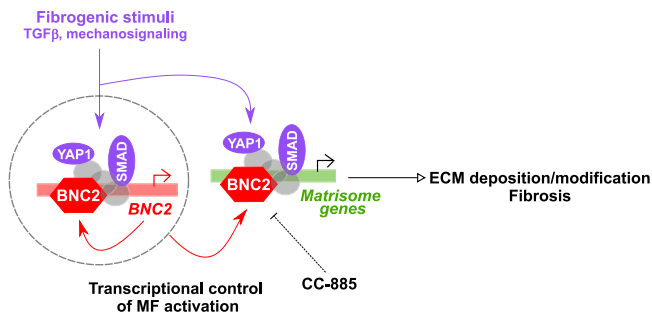 Fibrogenic stimuli
TGFβ, mechanosignaling
YAP1
SMAD
BNC2
BNC2
YAP1
SMAD
BNC2
Matrisome
genes
ECM deposition/modification
Fibrosis
Transcriptional control
of MF activation
CC-885